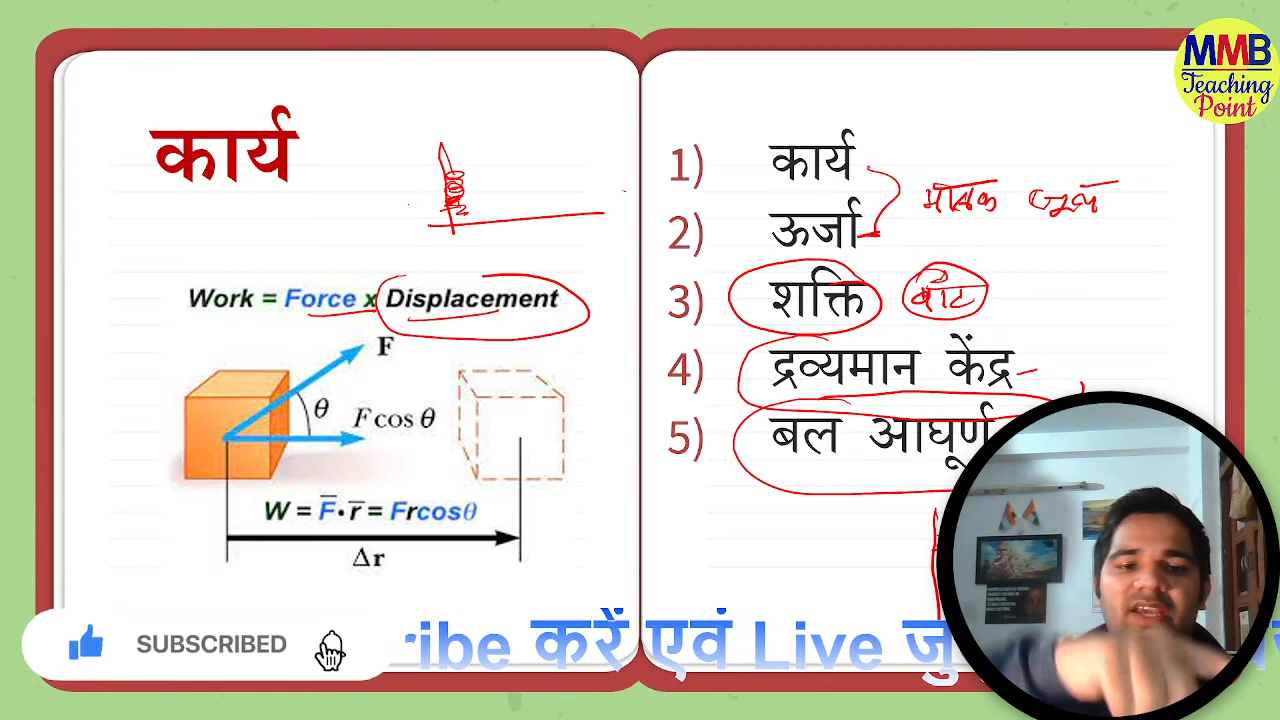 MMB
Teaching
Point
कार्य
Work = Force x Displacement
F
θ
F cos θ
W = F̅•r̅ = Frcosθ
Δr
1) कार्य
2) ऊर्जा
मात्रक जूल
3) शक्ति वाट
4) द्रव्यमान केंद्र
5) बल आघूर्ण
SUBSCRIBED
ribe करें एवं Live जु